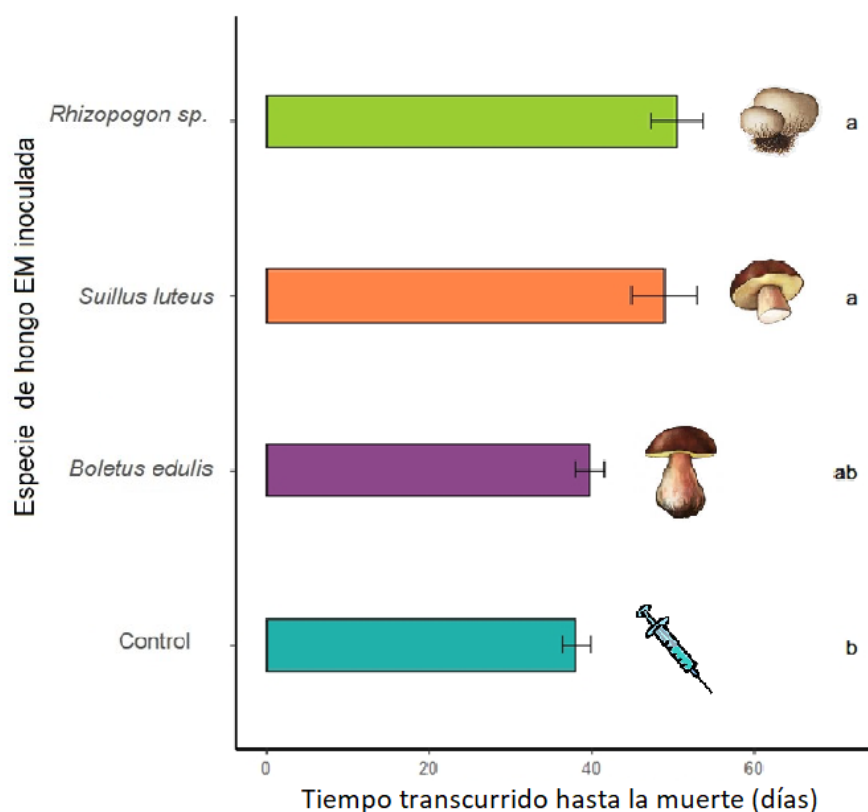 Especie de hongo EM inoculada
Rhizopogon sp.
a
Suillus luteus
a
Boletus edulis
ab
Control
b
0 20 40 60
Tiempo transcurrido hasta la muerte (días)